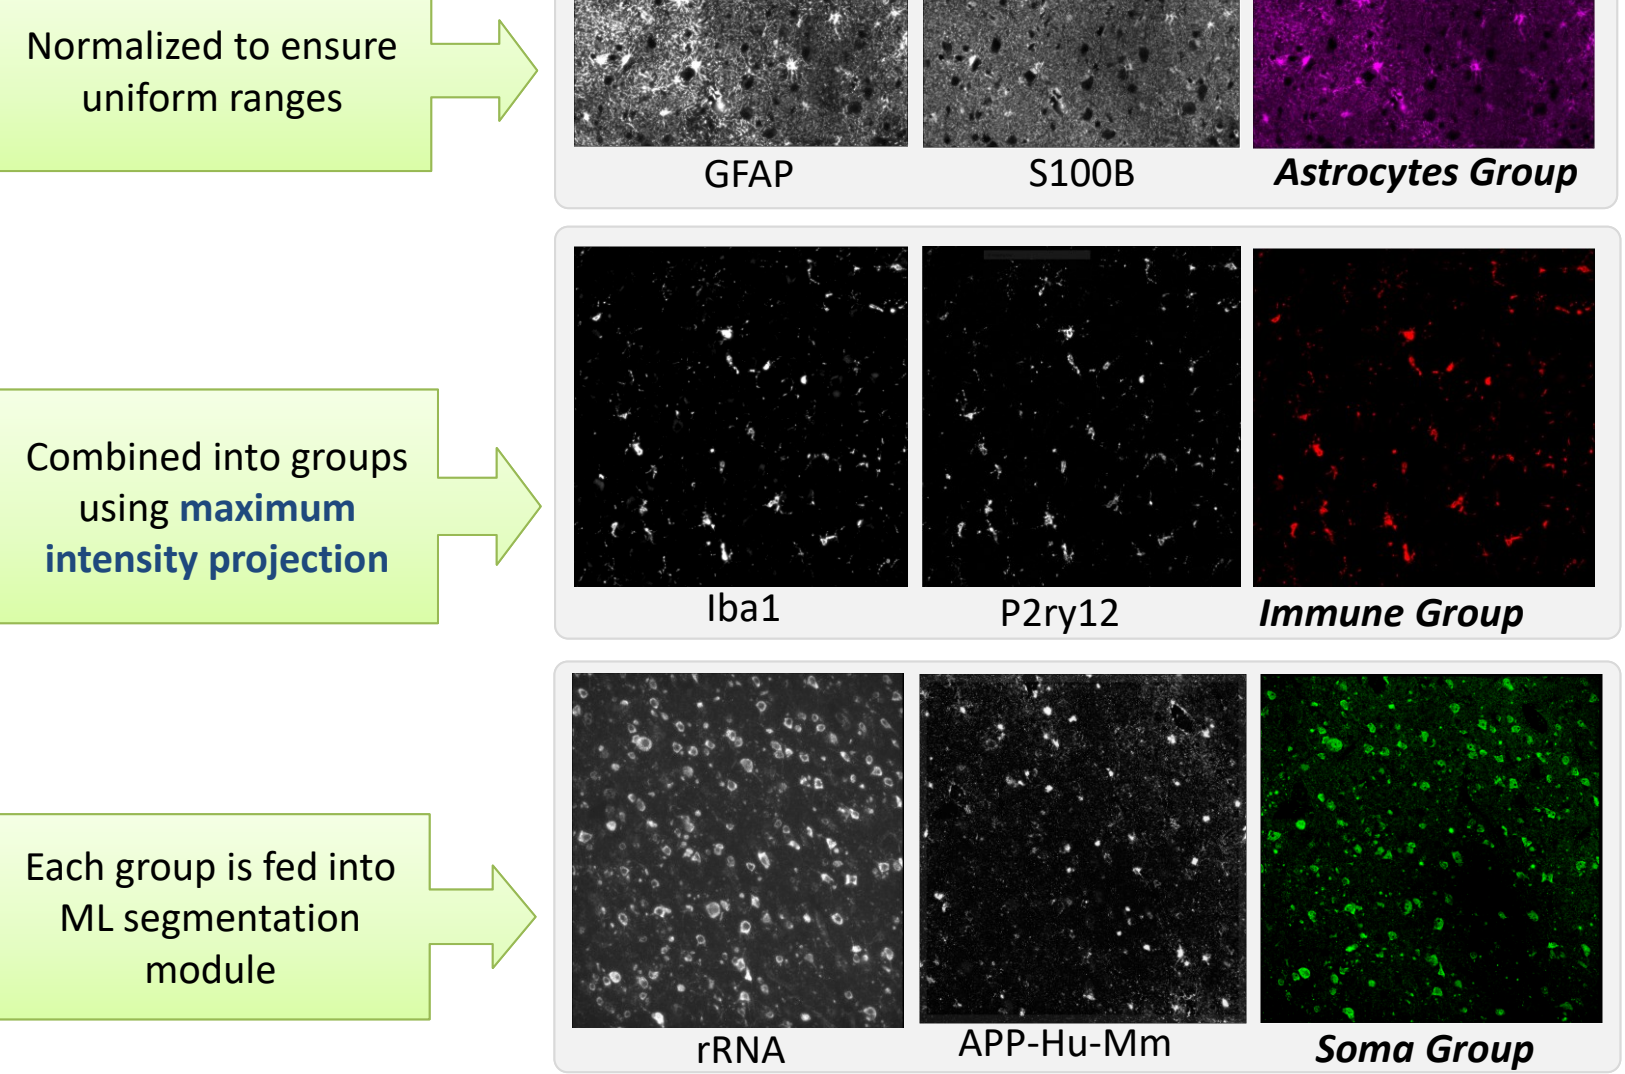 Normalized to ensure
uniform ranges
GFAP
S100B
Astrocytes Group
Combined into groups
using maximum
intensity projection
Iba1
P2ry12
Immune Group
Each group is fed into
ML segmentation
module
rRNA
APP-Hu-Mm
Soma Group